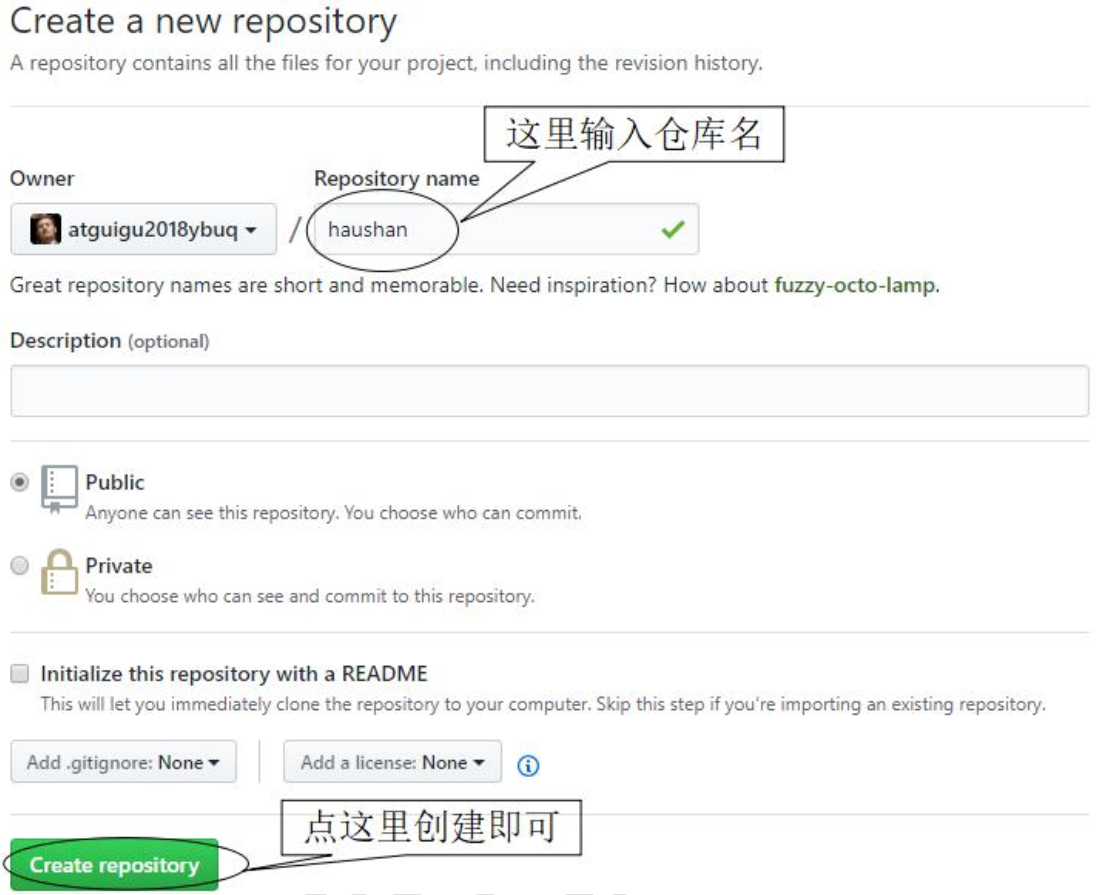 Create a new repository
A repository contains all the files for your project, including the revision history.
这里输入仓库名
Owner
Repository name
atguigu2018ybuq / haushan
Great repository names are short and memorable. Need inspiration? How about fuzzy-octo-lamp.
Description (optional)
Public
Anyone can see this repository. You choose who can commit.
Private
You choose who can see and commit to this repository.
Initialize this repository with a README
This will let you immediately clone the repository to your computer. Skip this step if you're importing an existing repository.
Add .gitignore: None
Add a license: None
点这里创建即可
Create repository